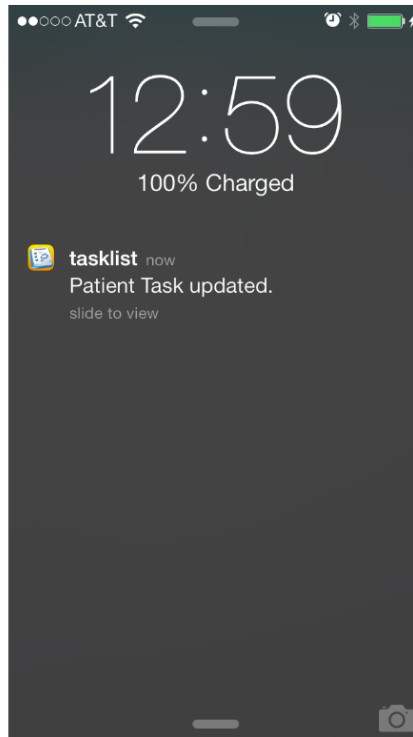 AT&T
12:59
100% Charged
tasklist now
Patient Task updated.
slide to view